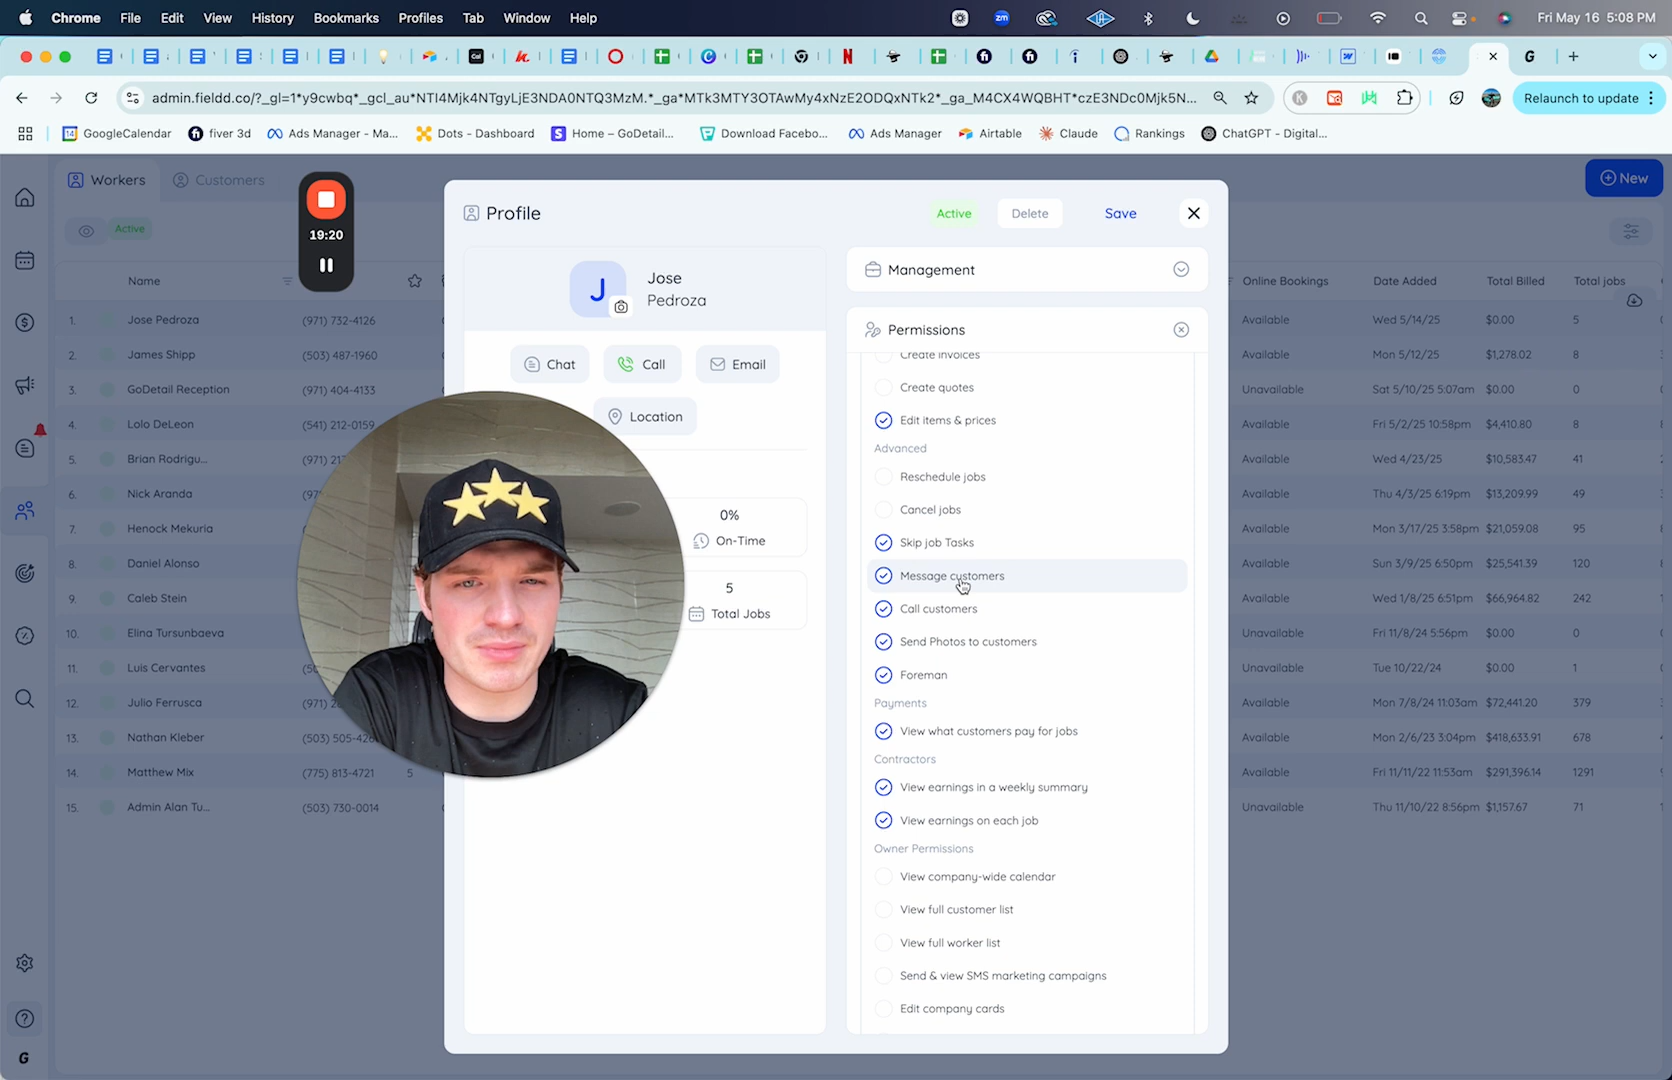 Chrome File Edit View History Bookmarks Profiles Tab Window Help
zm
Fri May 16 5:08 PM
admin.fieldd.co/?_gl=1*y9cwbq*_gcl_au*NTI4Mjk4NTgyLjE3NDA0NTQ3MzM.*_ga*MTk3MTY3OTAwMy4xNzE2ODQxNTk2*_ga_M4CX4WQBHT*czE3NDc0Mjk5N...
Relaunch to update
GoogleCalendar
fiver 3d
Ads Manager - Ma...
Dots - Dashboard
Home – GoDetail...
Download Facebo...
Ads Manager
Airtable
Claude
Rankings
ChatGPT - Digital...
Workers
Customers
New
Active
19:20
Name
Online Bookings Date Added Total Billed Total jobs
1. Jose Pedroza (971) 732-4126 Available Wed 5/14/25 $0.00 5
2. James Shipp (503) 487-1960 Available Mon 5/12/25 $1,278.02 8
3. GoDetail Reception (971) 404-4133 Unavailable Sat 5/10/25 5:07am $0.00 0
4. Lolo DeLeon (541) 212-0159 Available Fri 5/2/25 10:58pm $4,410.80 8
5. Brian Rodrigu... Available Wed 4/23/25 $10,583.47 41
6. Nick Aranda Available Thu 4/3/25 6:19pm $13,209.99 49
7. Henock Mekuria Available Mon 3/17/25 3:58pm $21,059.08 95
8. Daniel Alonso Available Sun 3/9/25 6:50pm $25,541.39 120
9. Caleb Stein Available Wed 1/8/25 6:51pm $66,964.82 242
10. Elina Tursunbaeva Unavailable Fri 11/8/24 5:56pm $0.00 0
11. Luis Cervantes Unavailable Tue 10/22/24 $0.00 1
12. Julio Ferrusca Available Mon 7/8/24 11:03am $72,441.20 379
13. Nathan Kleber Available Mon 2/6/23 3:04pm $418,633.91 678
14. Matthew Mix (775) 813-4721 5 Available Fri 11/11/22 11:53am $291,396.14 1291
15. Admin Alan Tu... (503) 730-0014 Unavailable Thu 11/10/22 8:56pm $1,157.67 71
G
Profile
Active
Delete
Save
J
Jose
Pedroza
Chat
Call
Email
Location
0%
On-Time
5
Total Jobs
Management
Permissions
Create invoices
Create quotes
Edit items & prices
Advanced
Reschedule jobs
Cancel jobs
Skip job Tasks
Message customers
Call customers
Send Photos to customers
Foreman
Payments
View what customers pay for jobs
Contractors
View earnings in a weekly summary
View earnings on each job
Owner Permissions
View company-wide calendar
View full customer list
View full worker list
Send & view SMS marketing campaigns
Edit company cards